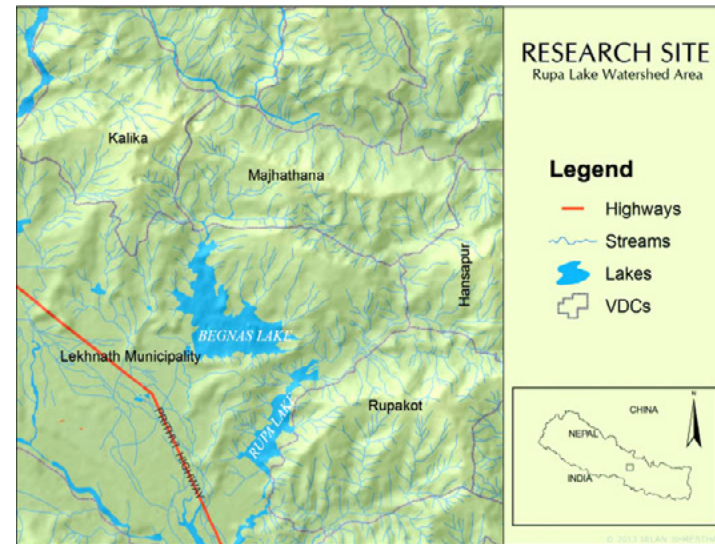 RESEARCH SITE
Rupa Lake Watershed Area
Legend
Highways
Streams
Lakes
VDCs
Kalika
Majhathana
Hansapur
BEGNAS LAKE
Lekhnath Municipality
RUPA LAKE
Rupakot
HIGHWAY
N
CHINA
NEPAL
INDIA
© 2012 MILAN SHRESTHA